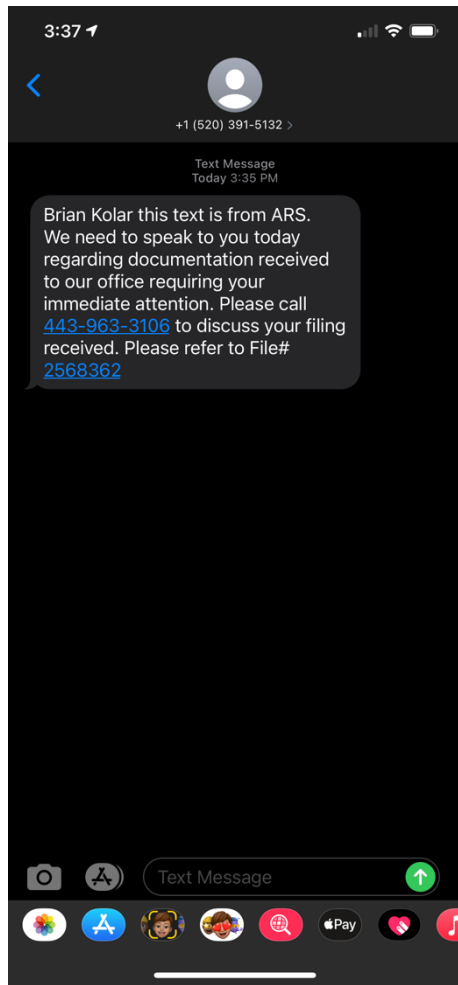 3:37
+1 (520) 391-5132 >
Text Message
Today 3:35 PM
Brian Kolar this text is from ARS.
We need to speak to you today
regarding documentation received
to our office requiring your
immediate attention. Please call
443-963-3106 to discuss your filing
received. Please refer to File#
2568362
Text Message
Pay